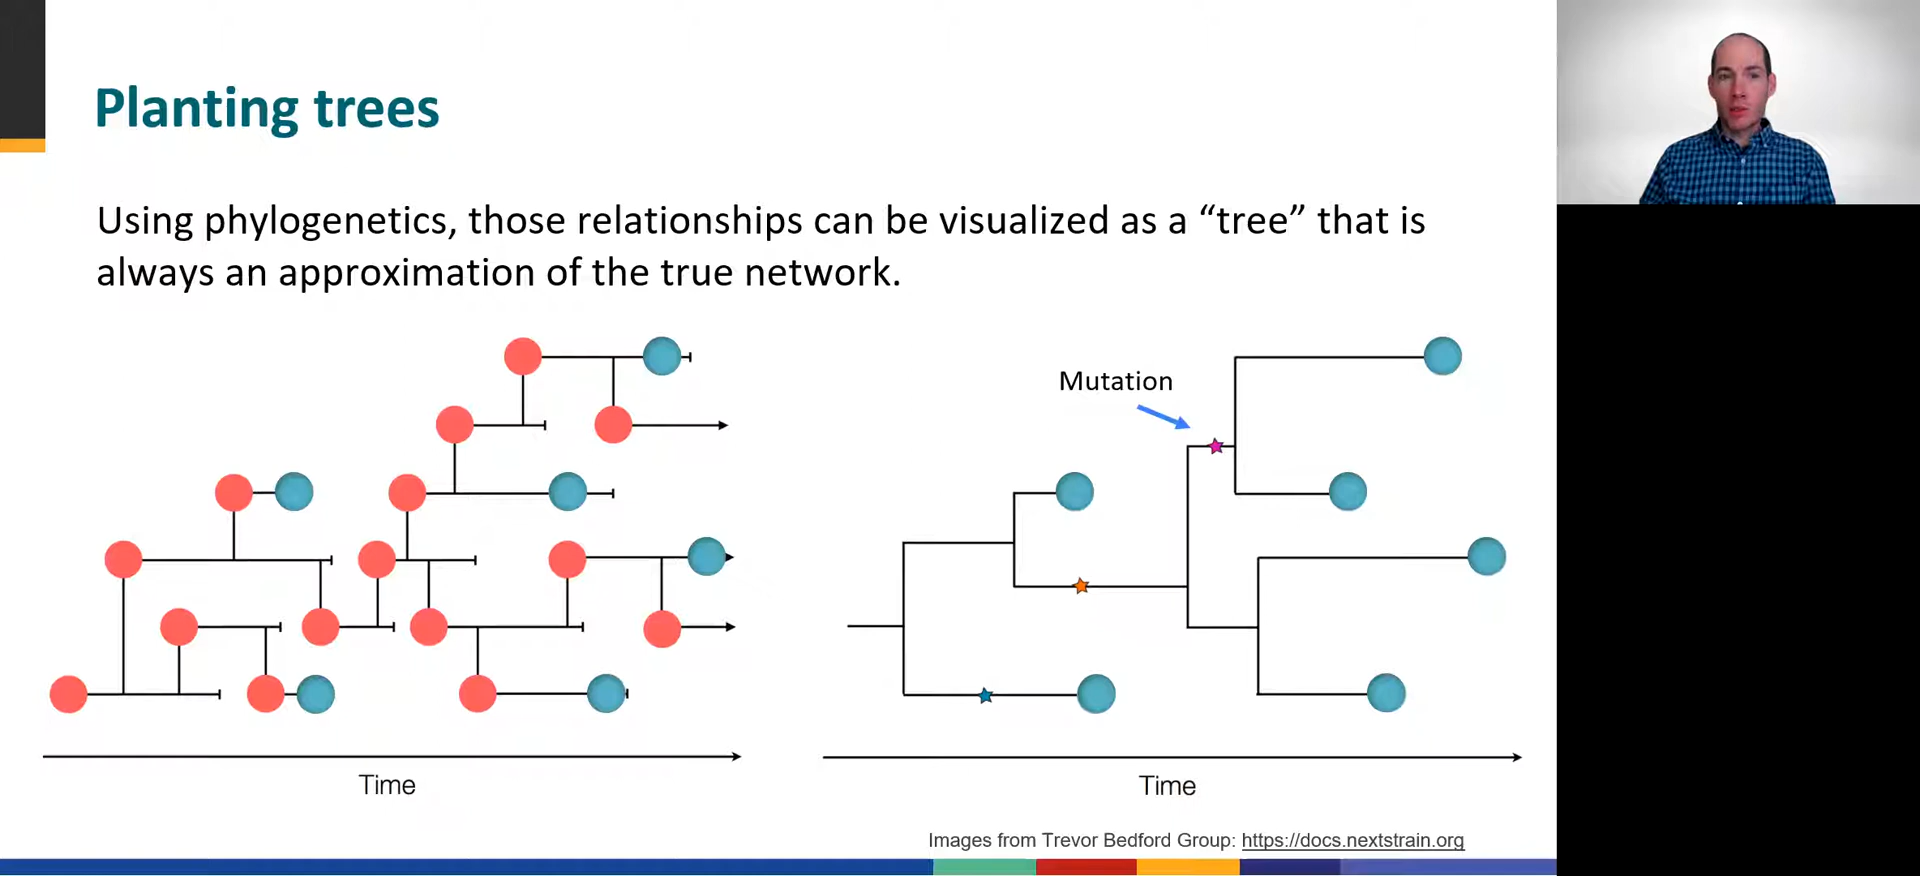 Planting trees
Using phylogenetics, those relationships can be visualized as a “tree” that is
always an approximation of the true network.
Mutation
Time
Time
Images from Trevor Bedford Group: https://docs.nextstrain.org